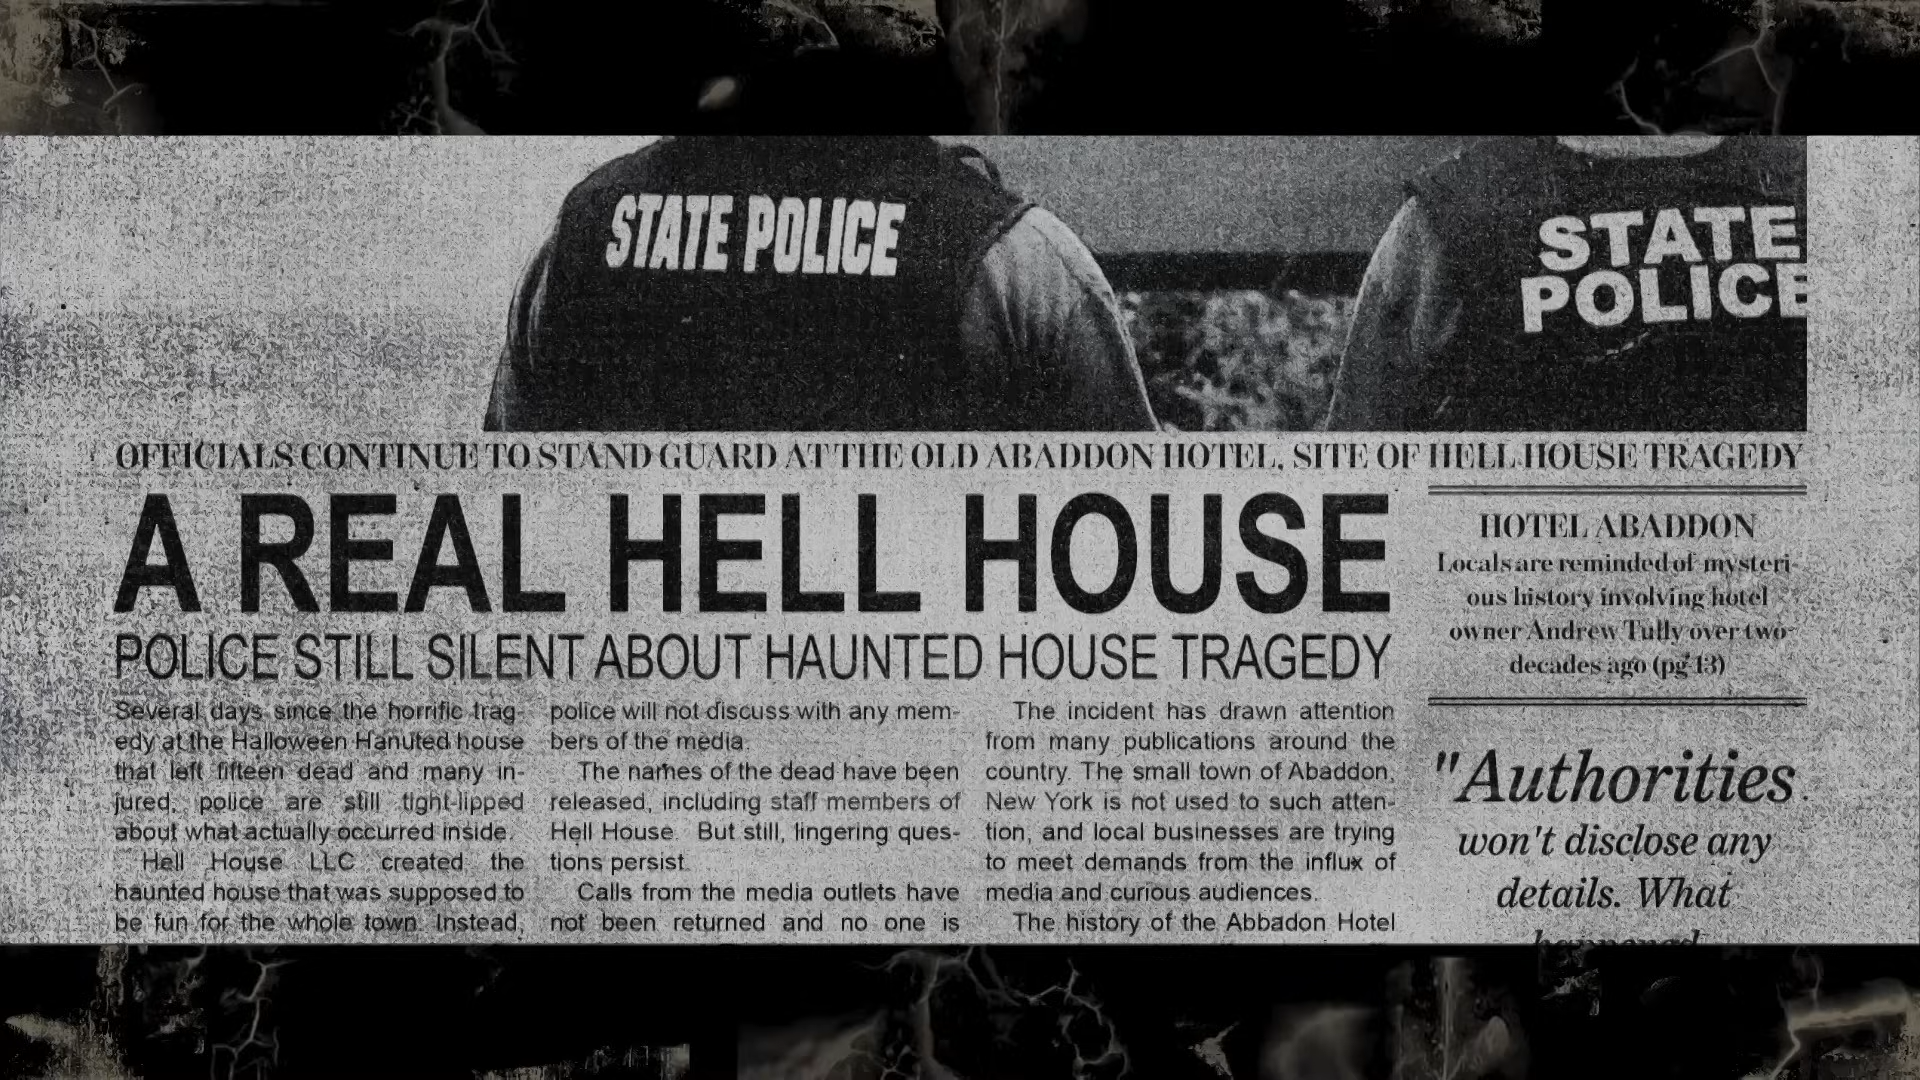 STATE POLICE
STATE
POLICE
OFFICIALS CONTINUE TO STAND GUARD AT THE OLD ABADDON HOTEL, SITE OF HELL HOUSE TRAGEDY
A REAL HELL HOUSE
POLICE STILL SILENT ABOUT HAUNTED HOUSE TRAGEDY
Several days since the horrific trag-
edy at the Halloween Hanuted house
that left fifteen dead and many in-
jured, police are still tight-lipped
about what actually occurred inside.
Hell House LLC created the
haunted house that was supposed to
be fun for the whole town. Instead,
police will not discuss with any mem-
bers of the media.
The names of the dead have been
released, including staff members of
Hell House. But still, lingering ques-
tions persist.
Calls from the media outlets have
not been returned and no one is
The incident has drawn attention
from many publications around the
country. The small town of Abaddon,
New York is not used to such atten-
tion, and local businesses are trying
to meet demands from the influx of
media and curious audiences.
The history of the Abbadon Hotel
HOTEL ABADDON
Locals are reminded of mysteri-
ous history involving hotel
owner Andrew Tully over two
decades ago (pg 13)
"Authorities
won't disclose any
details. What